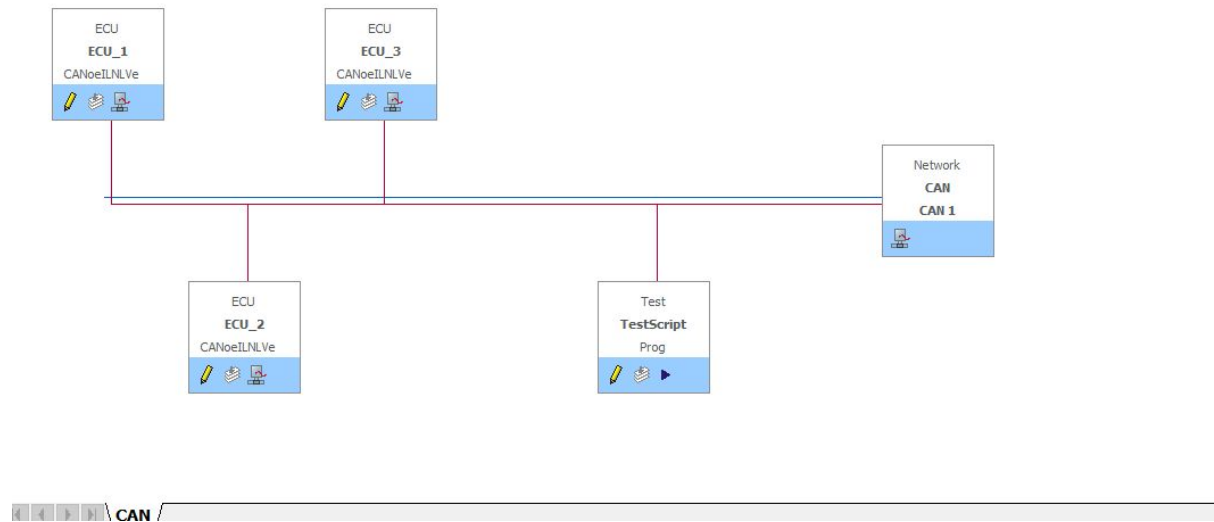 ECU
ECU_1
CANoeILNLVe
ECU
ECU_3
CANoeILNLVe
Network
CAN
CAN 1
ECU
ECU_2
CANoeILNLVe
Test
TestScript
Prog
CAN